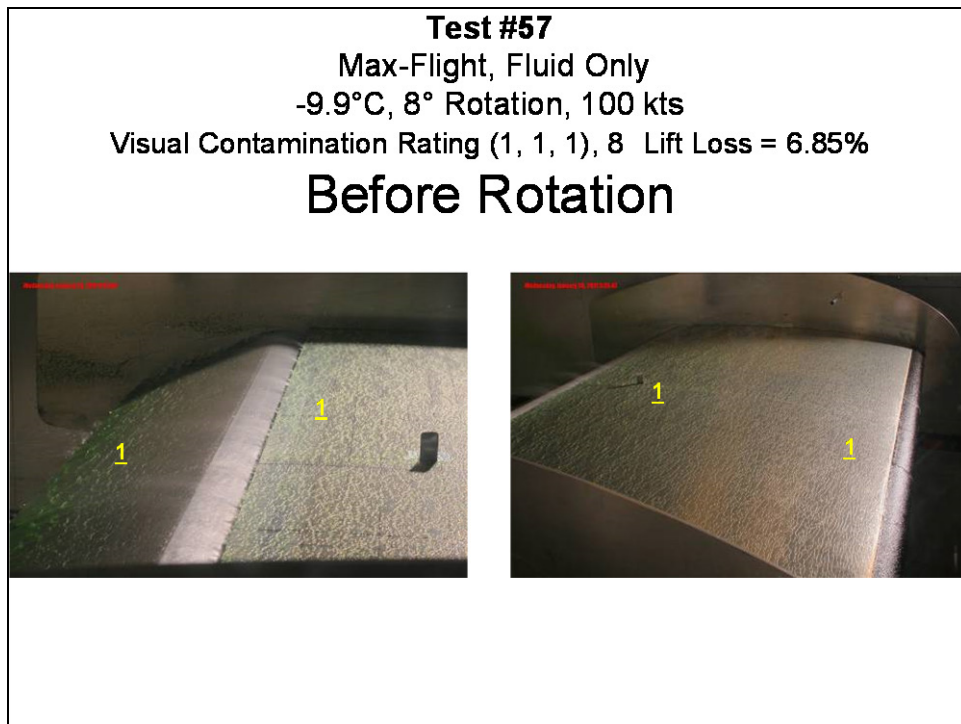 Test #57
Max-Flight, Fluid Only
-9.9°C, 8° Rotation, 100 kts
Visual Contamination Rating (1, 1, 1), 8 Lift Loss = 6.85%
Before Rotation
1
1
1
1